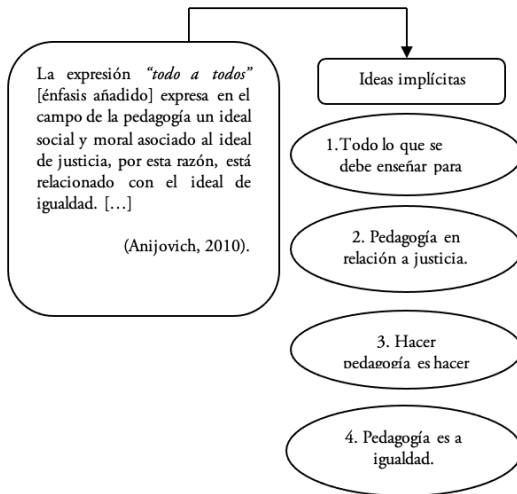 La expresión “todo a todos”
[énfasis añadido] expresa en el
campo de la pedagogía un ideal
social y moral asociado al ideal
de justicia, por esta razón, está
relacionado con el ideal de
igualdad. […]
(Anijovich, 2010).
Ideas implícitas
1.Todo lo que se
debe enseñar para
2. Pedagogía en
relación a justicia.
3. Hacer
pedagogía es hacer
4. Pedagogía es a
igualdad.